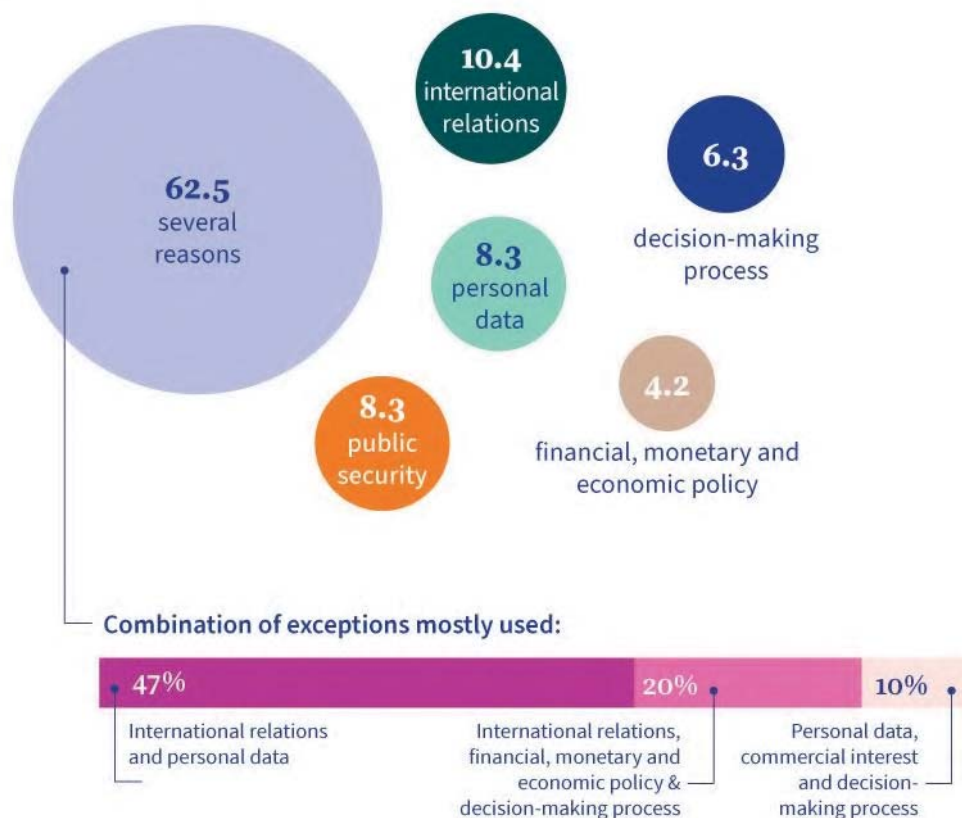 62.5
several
reasons
10.4
international
relations
6.3
decision-making
process
8.3
personal
data
4.2
financial, monetary and
economic policy
8.3
public
security
Combination of exceptions mostly used:
47%
International relations
and personal data
20%
International relations,
financial, monetary and
economic policy &
decision-making process
10%
Personal data,
commercial interest
and decision-
making process